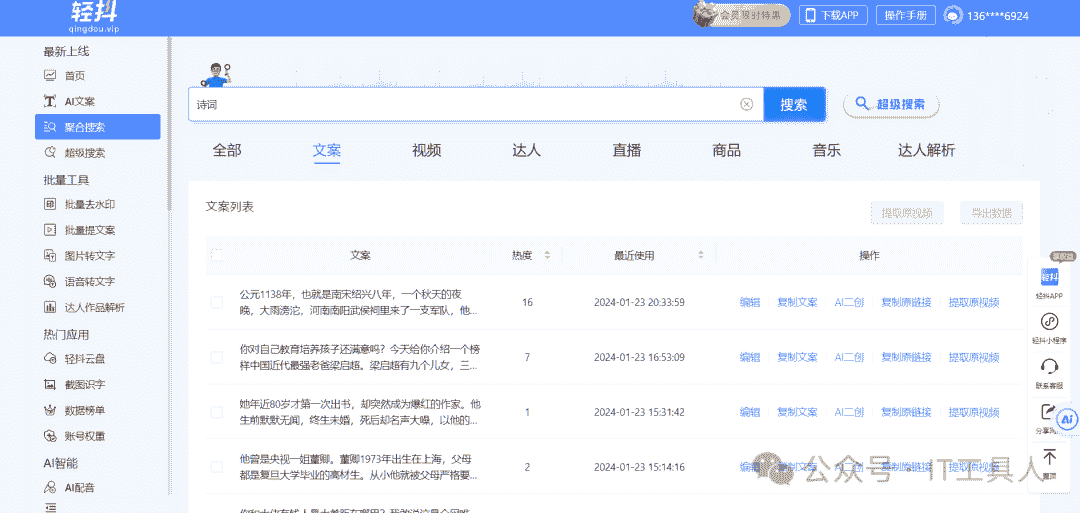 轻抖
qingdou.vip
会员限时特惠
下载APP
操作手册
136****6924
最新上线
首页
AI文案
聚合搜索
超级搜索
批量工具
批量去水印
批量提文案
图片转文字
语音转文字
达人作品解析
热门应用
轻抖云盘
截图识字
数据榜单
账号权重
AI智能
AI配音
诗词
搜索
超级搜索
全部 文案 视频 达人 直播 商品 音乐 达人解析
文案列表
提取原视频 导出数据
文案 热度 最近使用 操作
公元1138年，也就是南宋绍兴八年，一个秋天的夜
晚，大雨滂沱，河南南阳武侯祠里来了一支军队，他...
16 2024-01-23 20:33:59 编辑 复制文案 AI二创 复制原链接 提取原视频
你对自己教育培养孩子还满意吗？今天给你介绍一个榜
样中国近代最强老爸梁启超。梁启超有九个儿女，三...
7 2024-01-23 16:53:09 编辑 复制文案 AI二创 复制原链接 提取原视频
她年近80岁才第一次出书，却突然成为爆红的作家。他
生前默默无闻，终生未婚，死后却名声大噪，以他的...
1 2024-01-23 15:31:42 编辑 复制文案 AI二创 复制原链接 提取原视频
他曾是央视一姐董卿。董卿1973年出生在上海，父母
都是复旦大学毕业的高材生。从小他就被父母严格要...
2 2024-01-23 15:14:16 编辑 复制文案 AI二创 复制原链接 提取原视频
赢权益
轻抖
轻抖APP
轻抖小程序
联系客服
Ai
置顶
公众号 · IT工具人